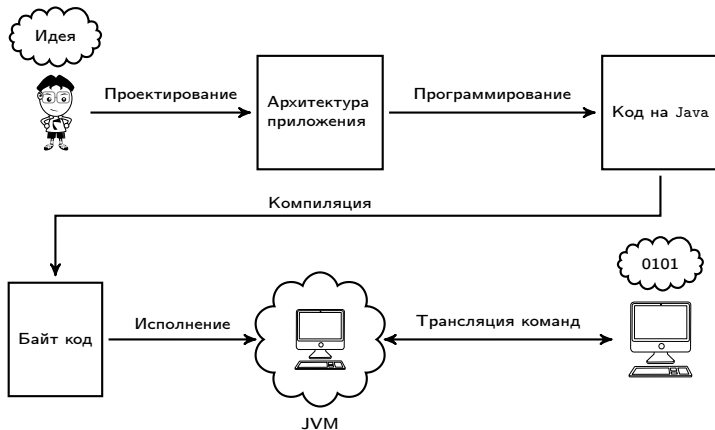 Идея
Проектирование
Архитектура
приложения
Программирование
Код на Java
Компиляция
0101
Байт код
Исполнение
Трансляция команд
JVM